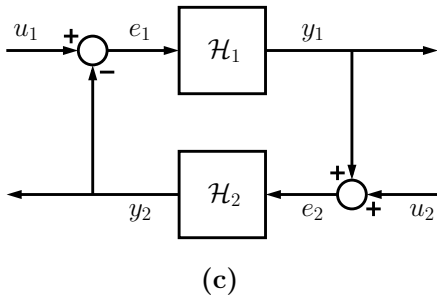 u₁ + e₁ ℋ₁ y₁
−
+
y₂ ℋ₂ e₂ + u₂
(c)